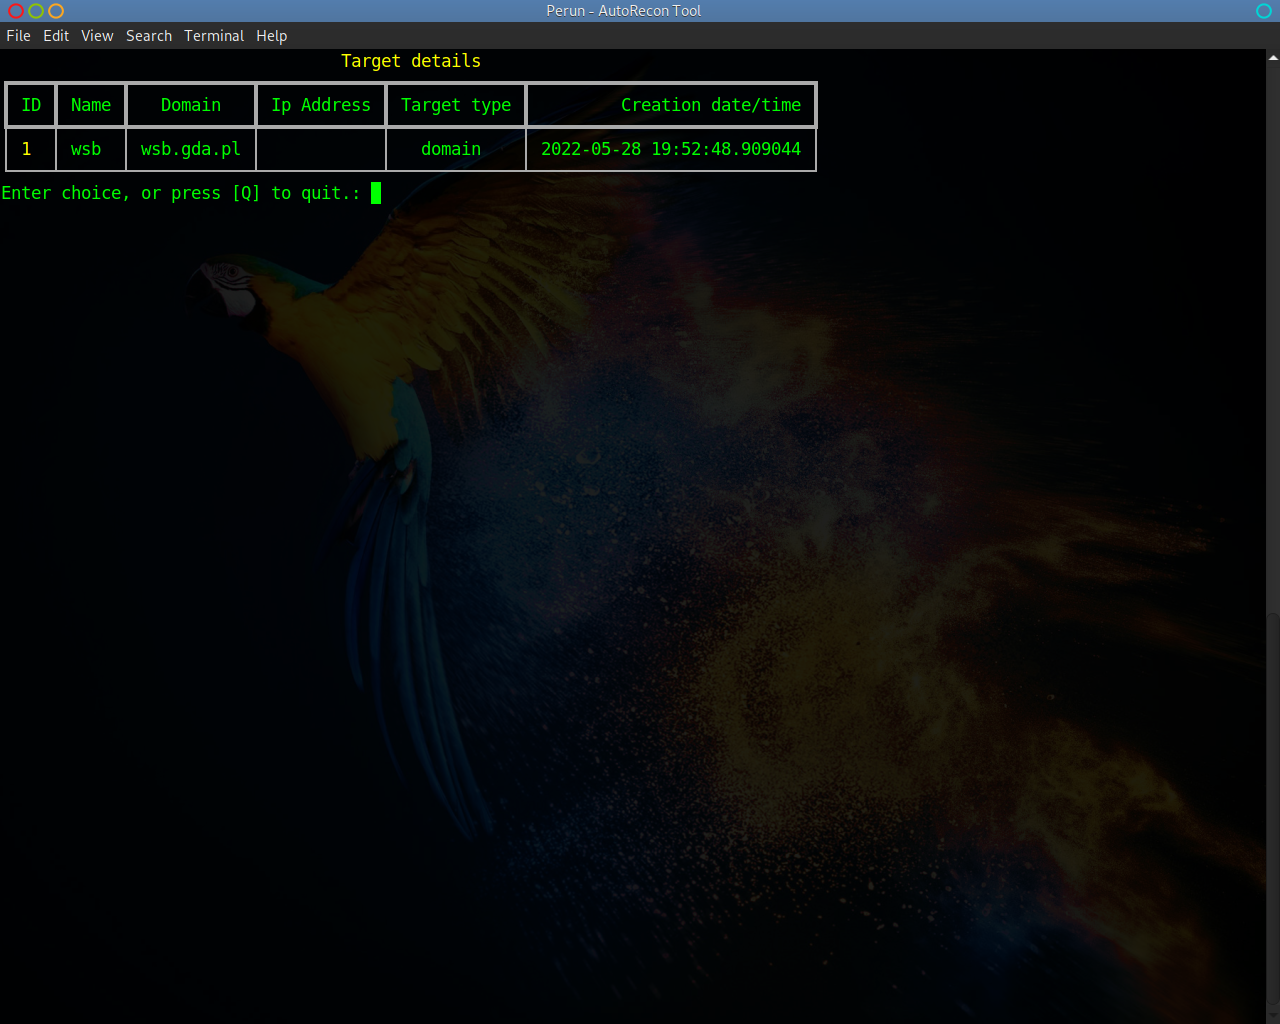 Perun - AutoRecon Tool
File Edit View Search Terminal Help
Target details
ID Name Domain Ip Address Target type Creation date/time
1 wsb wsb.gda.pl domain 2022-05-28 19:52:48.909044
Enter choice, or press [Q] to quit.: